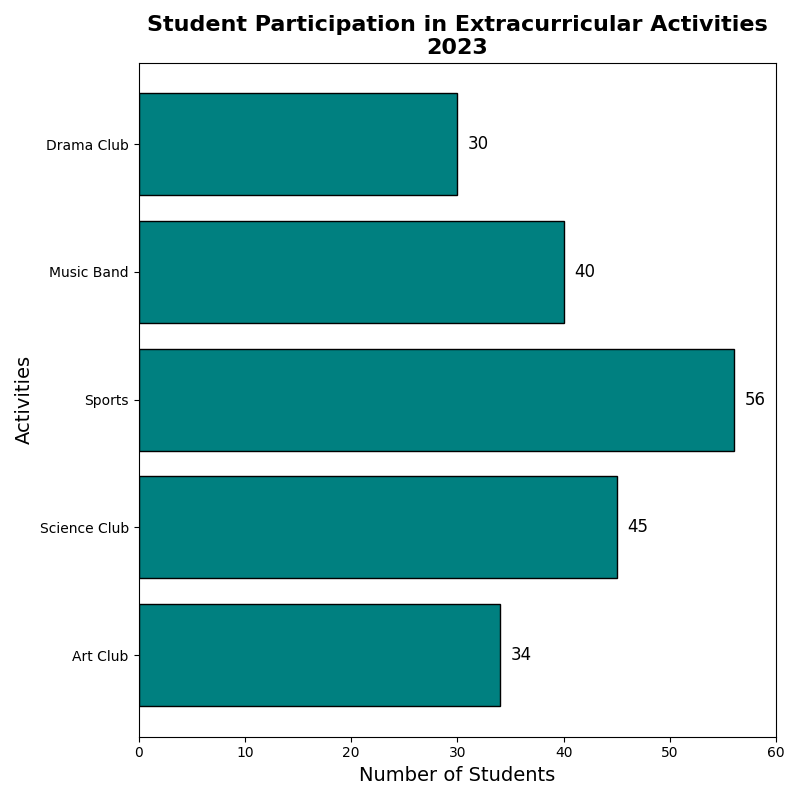 Student Participation in Extracurricular Activities
2023
Drama Club
30
Music Band
40
Sports
56
Science Club
45
Art Club
34
Activities
0 10 20 30 40 50 60
Number of Students